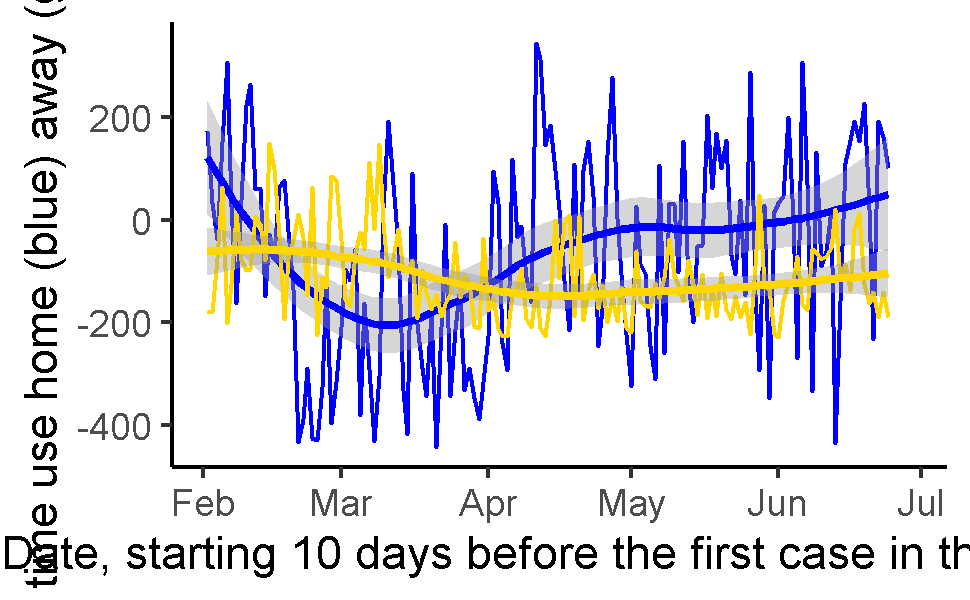 time use home (blue) away (
200
0
-200
-400
Feb Mar Apr May Jun Jul
Date, starting 10 days before the first case in th